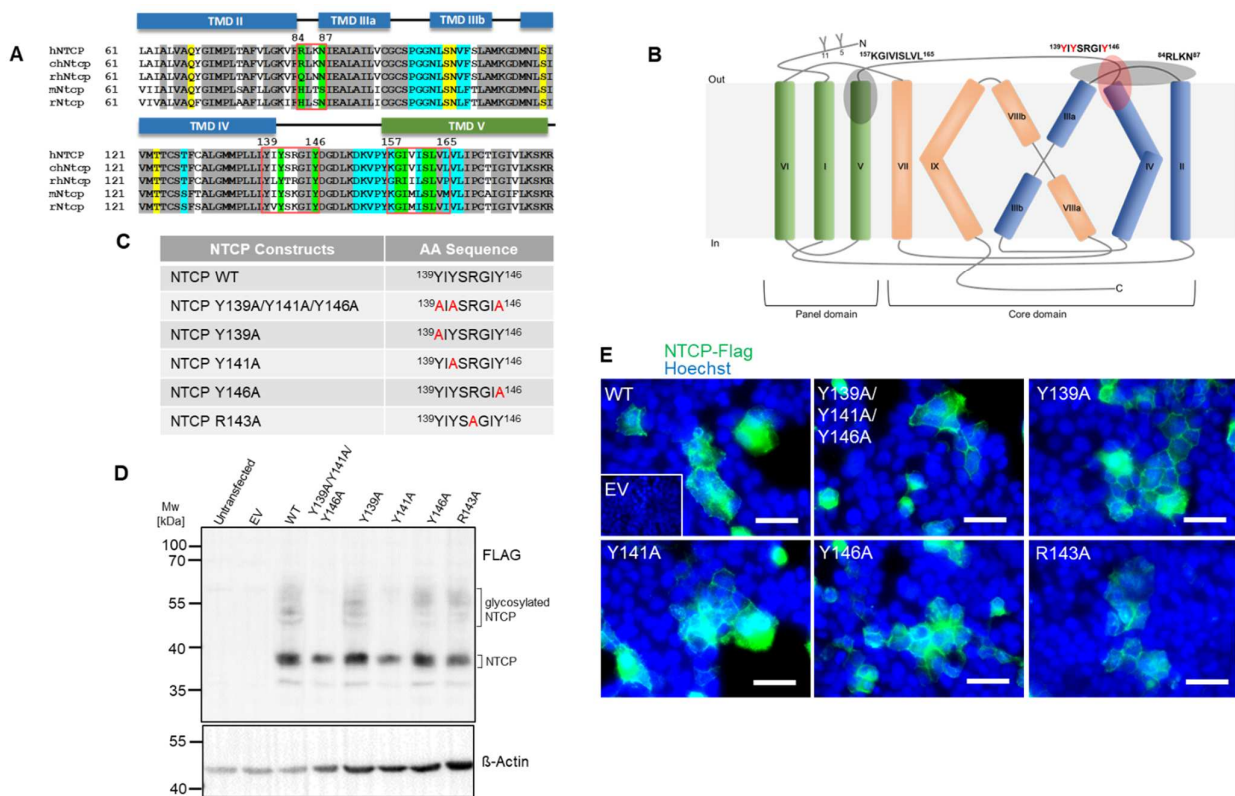 A
TMD II
TMD IIIa
TMD IIIb
84
87
hNTCP 61 LAIALVAQYGIMPLTAFVLGKVFRLKNIEALAILVCGCSPGGNLSNVFSLAMKGDMNLSI
chNtcp 61
rhNtcp 61
mNtcp 61
rNtcp 61
TMD IV
TMD V
139
146
157
165
hNTCP 121 VMTTCSTFCALGMMPLLLYIYSRGIYDGDLKDKVPYKGIVISLVLVLIPCTIGIVLKSKR
chNtcp 121
rhNtcp 121
mNtcp 121
rNtcp 121
B
Y Y
11 5
N
157KGIVISLVL165
139YIYSRGIY146
84RLKN87
Out
In
VI
I
V
VII
IX
VIIIb
IIIb
IIIa
VIIIa
IV
II
C
Panel domain
Core domain
C
NTCP Constructs AA Sequence
NTCP WT 139YIYSRGIY146
NTCP Y139A/Y141A/Y146A 139AIASRGIA146
NTCP Y139A 139AIYSRGIY146
NTCP Y141A 139YIASRGIY146
NTCP Y146A 139YIYSRGIA146
NTCP R143A 139YIYSAGIY146
D
Mw
[kDa]
Untransfected
EV
WT
Y139A/Y141A/
Y146A
Y139A
Y141A
Y146A
R143A
100
70
55
40
35
FLAG
glycosylated
NTCP
NTCP
55
40
ß-Actin
E
NTCP-Flag
Hoechst
WT
EV
Y139A/
Y141A/
Y146A
Y139A
Y141A
Y146A
R143A